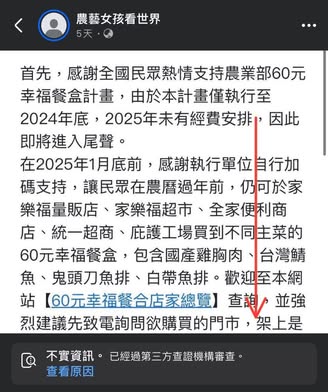 農藝女孩看世界
5天
首先，感謝全國民眾熱情支持農業部60元
幸福餐盒計畫，由於本計畫僅執行至
2024年底，2025年未有經費安排，因此
即將進入尾聲。
在2025年1月底前，感謝執行單位自行加
碼支持，讓民眾在農曆過年前，仍可於家
樂福量販店、家樂福超市、全家便利商
店、統一超商、庇護工場買到不同主菜的
60元幸福餐盒，包含國產雞胸肉、台灣鯖
魚、鬼頭刀魚排、白帶魚排。歡迎至本網
站【60元幸福餐合店家總覽】查詢，並強
烈建議先致電詢問欲購買的門市，架上是
不實資訊。已經過第三方查證機構審查。
查看原因